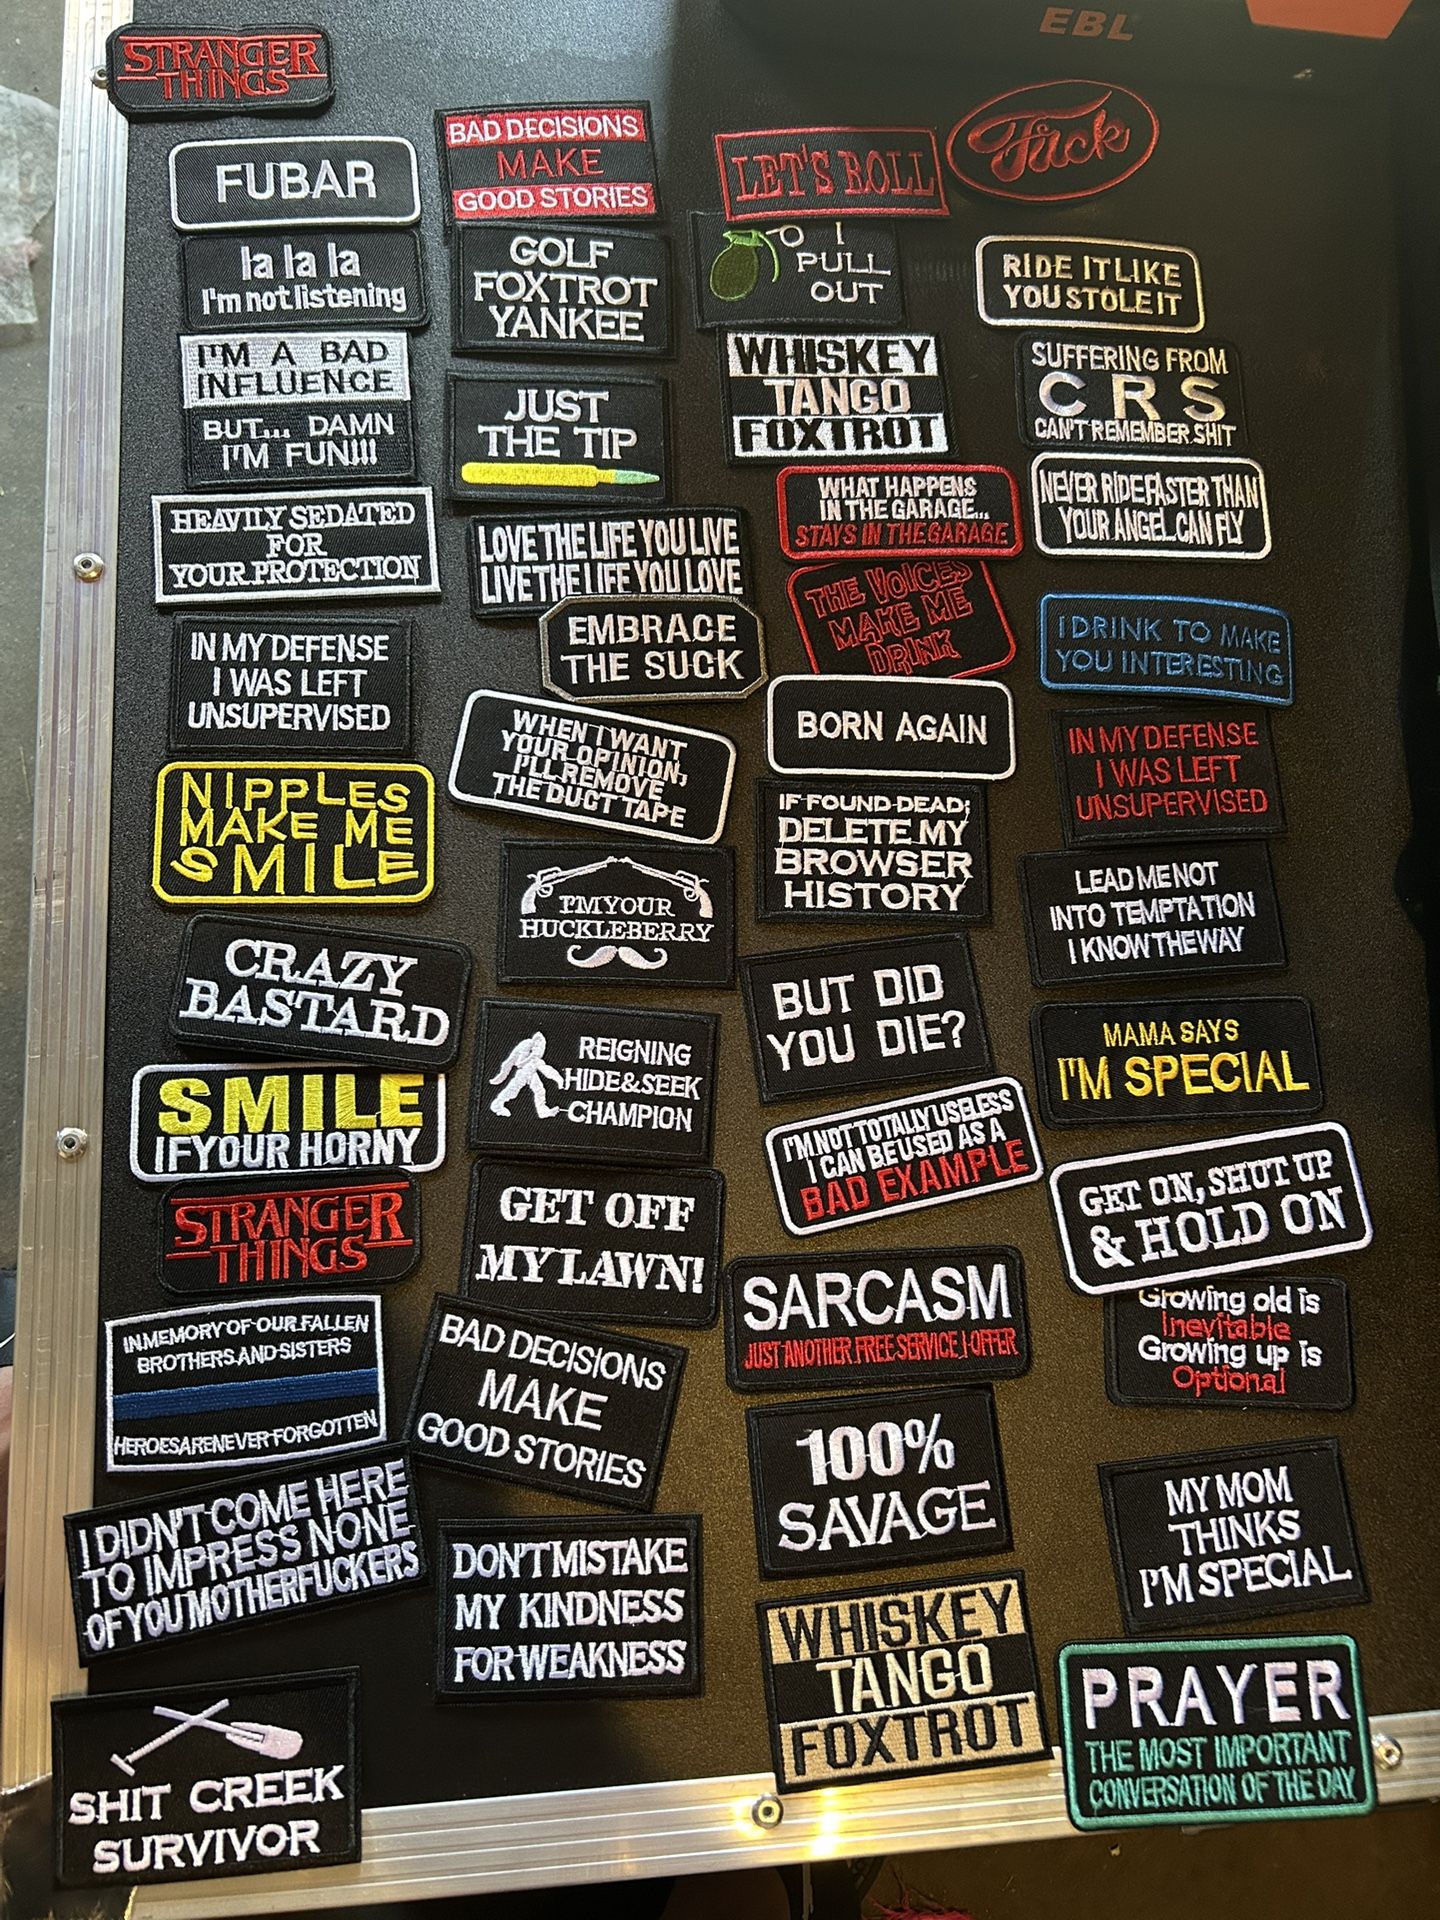 EBL
STRANGER
THINGS
FUBAR
la la la
I'm not listening
I'M A BAD
INFLUENCE
BUT... DAMN
I'M FUN!!!
HEAVILY SEDATED
FOR
YOUR PROTECTION
IN MY DEFENSE
I WAS LEFT
UNSUPERVISED
NIPPLES
MAKE ME
SMILE
CRAZY
BASTARD
SMILE
IF YOUR HORNY
STRANGER
THINGS
IN MEMORY OF OUR FALLEN
BROTHERS AND SISTERS
HEROES ARE NEVER FORGOTTEN
I DIDN'T COME HERE
TO IMPRESS NONE
OF YOU MOTHERFUCKERS
SHIT CREEK
SURVIVOR
BAD DECISIONS
MAKE
GOOD STORIES
GOLF
FOXTROT
YANKEE
JUST
THE TIP
LOVE THE LIFE YOU LIVE
LIVE THE LIFE YOU LOVE
EMBRACE
THE SUCK
WHEN I WANT
YOUR OPINION,
I'LL REMOVE
THE DUCT TAPE
I'M YOUR
HUCKLEBERRY
REIGNING
HIDE&SEEK
CHAMPION
GET OFF
MY LAWN!
BAD DECISIONS
MAKE
GOOD STORIES
DON'T MISTAKE
MY KINDNESS
FOR WEAKNESS
LET'S ROLL
I
PULL
OUT
WHISKEY
TANGO
FOXTROT
WHAT HAPPENS
IN THE GARAGE...
STAYS IN THE GARAGE
THE VOICES
MAKE ME
DRINK
BORN AGAIN
IF FOUND DEAD;
DELETE MY
BROWSER
HISTORY
BUT DID
YOU DIE?
I'M NOT TOTALLY USELESS
I CAN BE USED AS A
BAD EXAMPLE
SARCASM
JUST ANOTHER FREE SERVICE I OFFER
100%
SAVAGE
WHISKEY
TANGO
FOXTROT
Fuck
RIDE IT LIKE
YOU STOLE IT
SUFFERING FROM
CRS
CAN'T REMEMBER SHIT
NEVER RIDE FASTER THAN
YOUR ANGEL CAN FLY
I DRINK TO MAKE
YOU INTERESTING
IN MY DEFENSE
I WAS LEFT
UNSUPERVISED
LEAD ME NOT
INTO TEMPTATION
I KNOW THE WAY
MAMA SAYS
I'M SPECIAL
GET ON, SHUT UP
& HOLD ON
Growing old is
Inevitable
Growing up is
Optional
MY MOM
THINKS
I'M SPECIAL
PRAYER
THE MOST IMPORTANT
CONVERSATION OF THE DAY